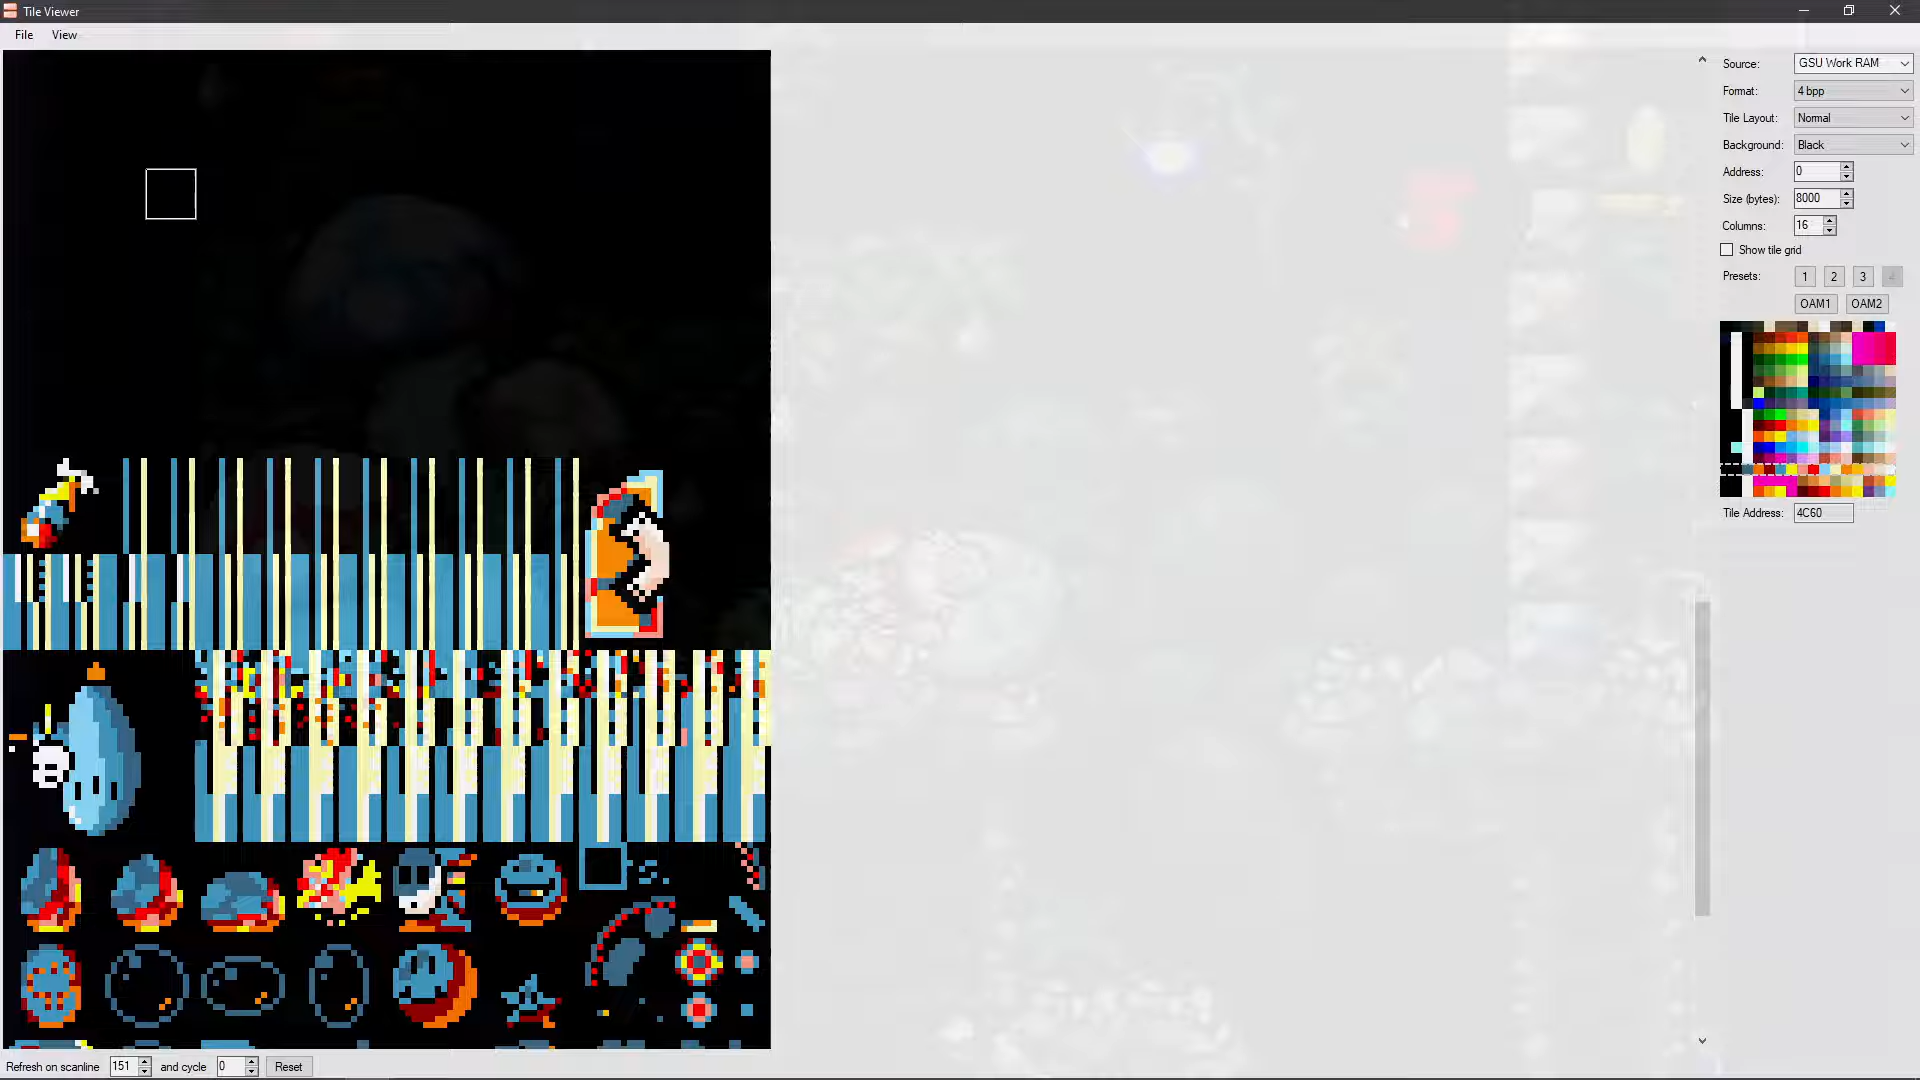 Tile Viewer
File View
Source: GSU Work RAM
Format: 4 bpp
Tile Layout: Normal
Background: Black
Address: 0
Size (bytes): 8000
Columns: 16
Show tile grid
Presets: 1 2 3 4
OAM1 OAM2
Tile Address: 4C60
Refresh on scanline 151 and cycle 0 Reset